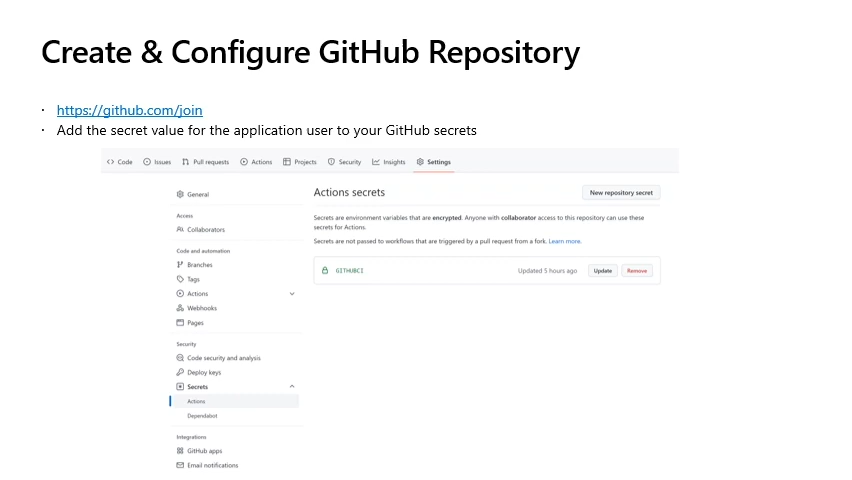 Create & Configure GitHub Repository
· https://github.com/join
· Add the secret value for the application user to your GitHub secrets
Code Issues Pull requests Actions Projects Security Insights Settings
General
Access
Collaborators
Code and automation
Branches
Tags
Actions
Webhooks
Pages
Security
Code security and analysis
Deploy keys
Secrets
Actions
Dependabot
Integrations
GitHub apps
Email notifications
Actions secrets
New repository secret
Secrets are environment variables that are encrypted. Anyone with collaborator access to this repository can use these
secrets for Actions.
Secrets are not passed to workflows that are triggered by a pull request from a fork. Learn more.
GITHUBCI Updated 5 hours ago Update Remove